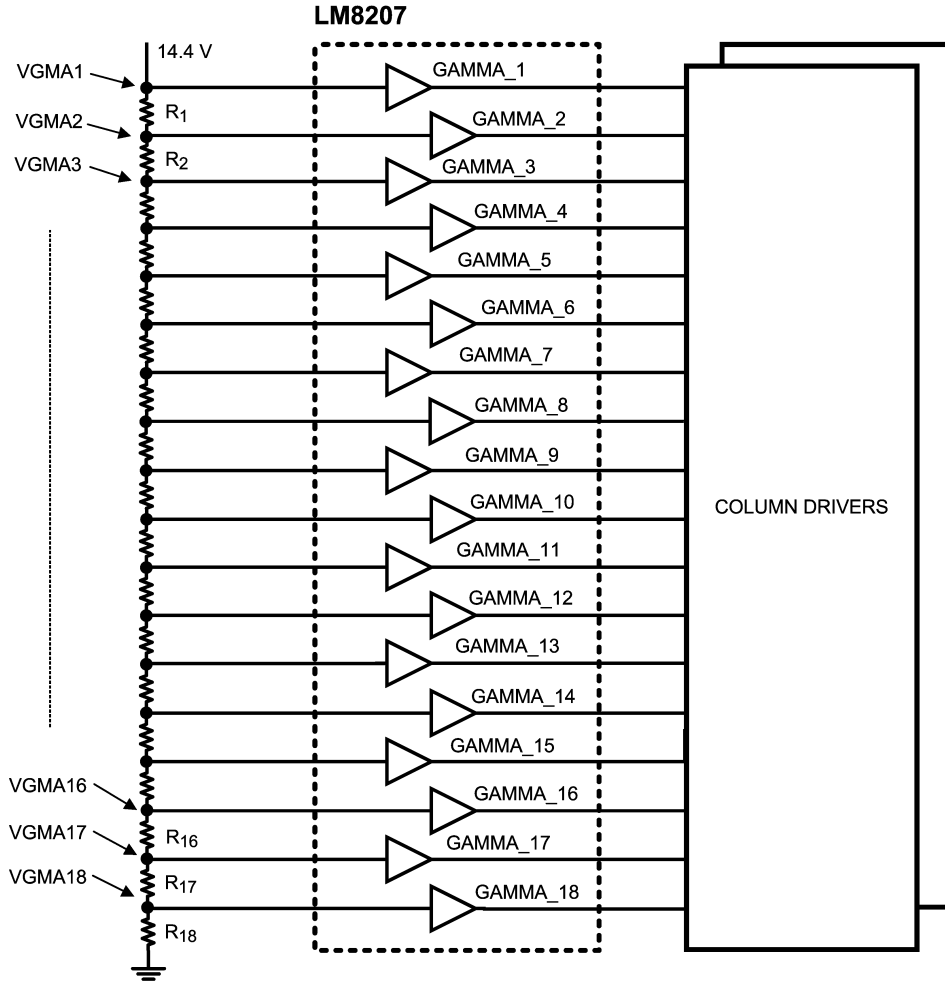 LM8207
14.4 V
VGMA1
GAMMA_1
R1
VGMA2
GAMMA_2
R2
VGMA3
GAMMA_3
GAMMA_4
GAMMA_5
GAMMA_6
GAMMA_7
GAMMA_8
GAMMA_9
GAMMA_10
COLUMN DRIVERS
GAMMA_11
GAMMA_12
GAMMA_13
GAMMA_14
GAMMA_15
VGMA16
GAMMA_16
R16
VGMA17
GAMMA_17
R17
VGMA18
GAMMA_18
R18